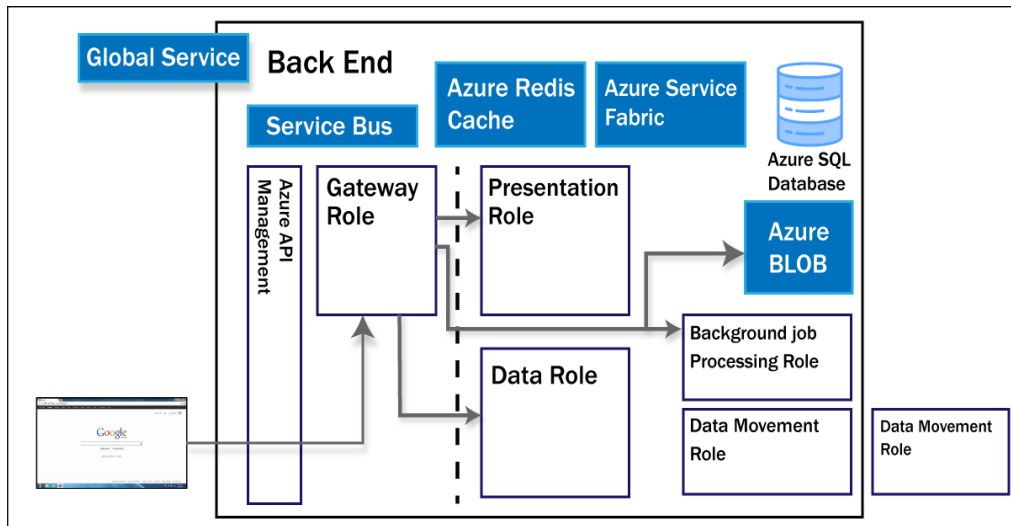 Global Service
Back End
Service Bus
Azure Redis
Cache
Azure Service
Fabric
Azure SQL
Database
Azure API
Management
Gateway
Role
Presentation
Role
Azure
BLOB
Background job
Processing Role
Data Role
Data Movement
Role
Data Movement
Role
Google